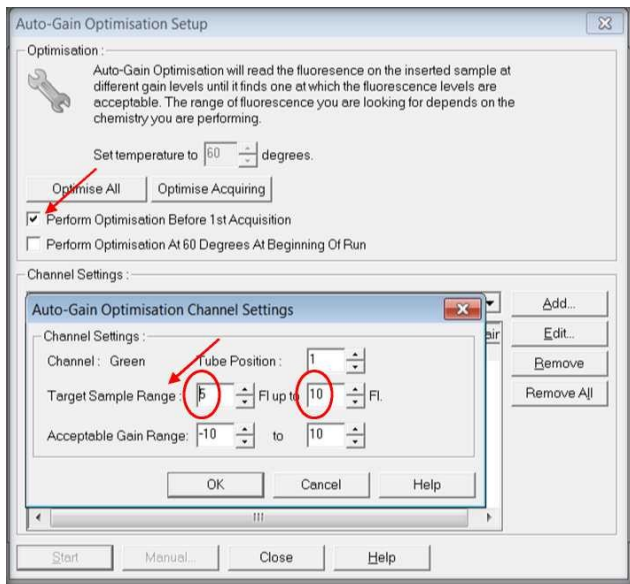 Auto-Gain Optimisation Setup
Optimisation :
Auto-Gain Optimisation will read the fluoresence on the inserted sample at
different gain levels until it finds one at which the fluorescence levels are
acceptable. The range of fluorescence you are looking for depends on the
chemistry you are performing.
Set temperature to 60 degrees.
Optimise All Optimise Acquiring
Perform Optimisation Before 1st Acquisition
Perform Optimisation At 60 Degrees At Beginning Of Run
Channel Settings :
Add...
Edit...
Remove
Remove All
Auto-Gain Optimisation Channel Settings
Channel Settings :
Channel : Green Tube Position : 1
Target Sample Range : 5 Fl up to 10 Fl.
Acceptable Gain Range: -10 to 10
OK Cancel Help
Start Manual... Close Help